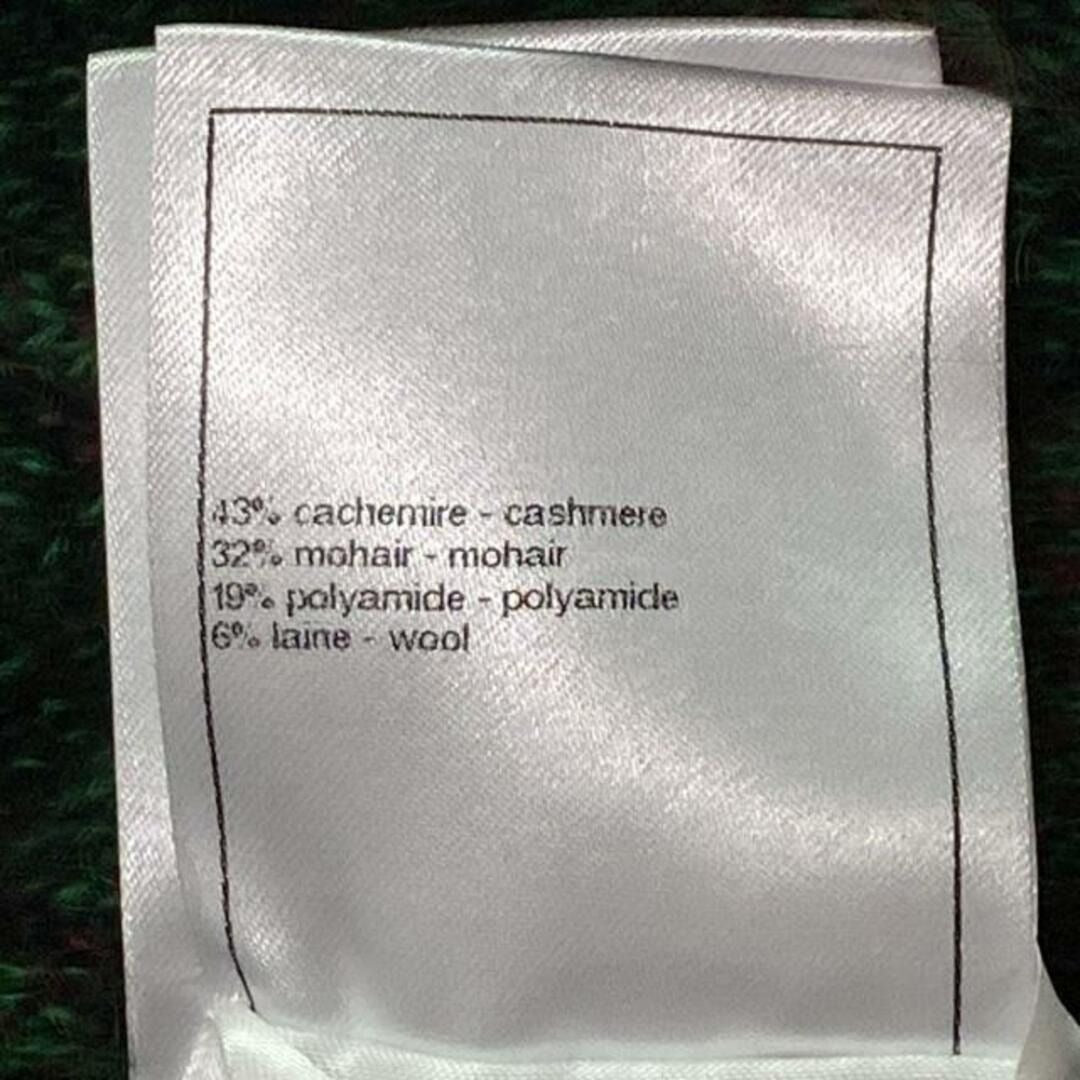 43% cachemire - cashmere
32% mohair - mohair
19% polyamide - polyamide
6% laine - wool